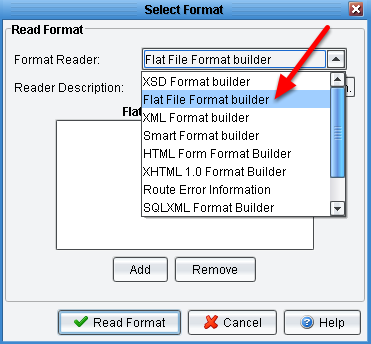 Select Format
Read Format
Format Reader: Flat File Format builder
XSD Format builder
Reader Description:
Flat File Format builder
Flat
XML Format builder
Smart Format builder
HTML Form Format Builder
XHTML 1.0 Format Builder
Route Error Information
SQLXML Format Builder
Add Remove
Read Format Cancel Help